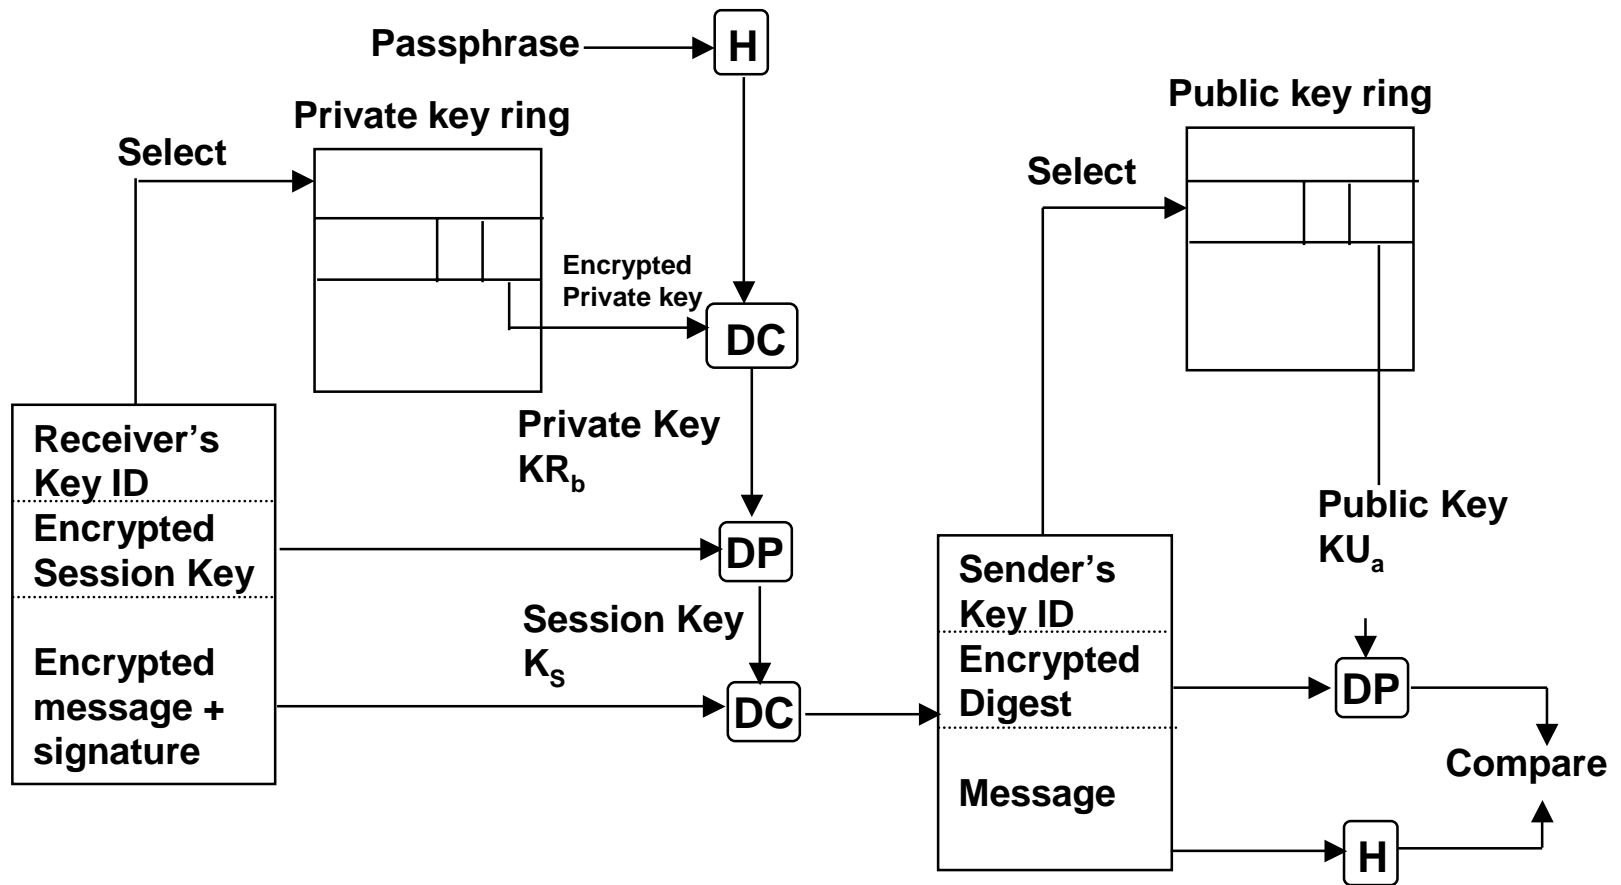 Passphrase
H
Private key ring
Public key ring
Select
Select
Encrypted
Private key
DC
Receiver’s
Key ID
Encrypted
Session Key
Encrypted
message +
signature
Private Key
KRb
DP
Session Key
KS
DC
Sender’s
Key ID
Encrypted
Digest
Message
Public Key
KUa
DP
Compare
H